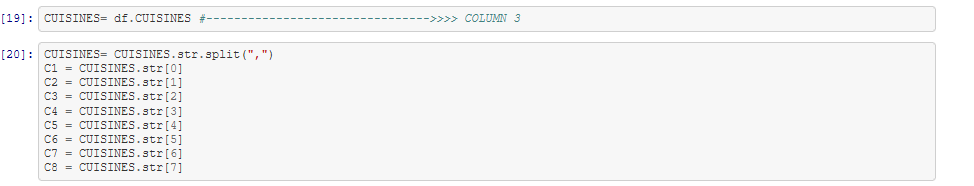 [19]: CUISINES= df.CUISINES #-------------------------------->>>> COLUMN 3
[20]: CUISINES= CUISINES.str.split(",")
C1 = CUISINES.str[0]
C2 = CUISINES.str[1]
C3 = CUISINES.str[2]
C4 = CUISINES.str[3]
C5 = CUISINES.str[4]
C6 = CUISINES.str[5]
C7 = CUISINES.str[6]
C8 = CUISINES.str[7]